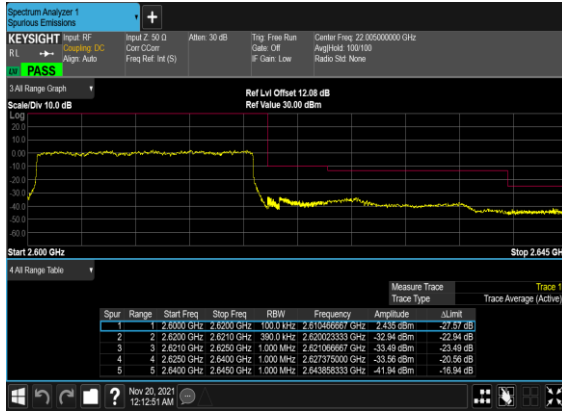 Spectrum Analyzer 1
Spurious Emissions
KEYSIGHT Input: RF Input Z: 50 Ω Atten: 30 dB Trig: Free Run Center Freq: 22.005000000 GHz
RL Coupling: DC Corr CCorr Gate: Off Avg|Hold: 100/100
Align: Auto Freq Ref: Int (S) IF Gain: Low Radio Std: None
PASS
3 All Range Graph
Ref Lvl Offset 12.08 dB
Scale/Div 10.0 dB Ref Value 30.00 dBm
Log
20.0
10.0
0.00
-10.0
-20.0
-30.0
-40.0
-50.0
-60.0
Start 2.600 GHz Stop 2.645 GH
4 All Range Table
Measure Trace Trace 1
Trace Type Trace Average (Active)
Spur Range Start Freq Stop Freq RBW Frequency Amplitude ΔLimit
1 1 2.6000 GHz 2.6200 GHz 100.0 kHz 2.610466667 GHz 2.435 dBm -27.57 dB
2 2 2.6200 GHz 2.6210 GHz 390.0 kHz 2.620023333 GHz -32.94 dBm -22.94 dB
3 3 2.6210 GHz 2.6250 GHz 1.000 MHz 2.621066667 GHz -33.49 dBm -23.49 dB
4 4 2.6250 GHz 2.6400 GHz 1.000 MHz 2.627375000 GHz -33.56 dBm -20.56 dB
5 5 2.6400 GHz 2.6450 GHz 1.000 MHz 2.643858333 GHz -41.94 dBm -16.94 dB
Nov 20, 2021
12:12:51 AM